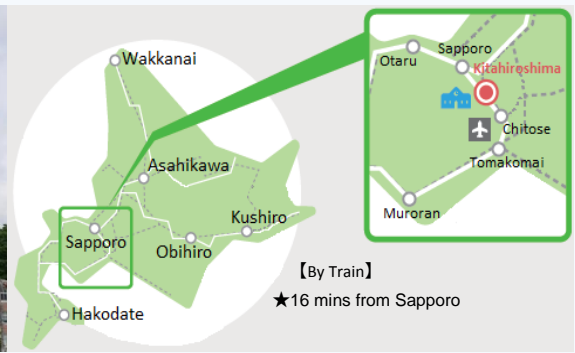 Wakkanai
Asahikawa
Kushiro
Sapporo
Obihiro
Hakodate
Sapporo
Otaru
Kitahiroshima
Chitose
Tomakomai
Muroran
【By Train】
★16 mins from Sapporo